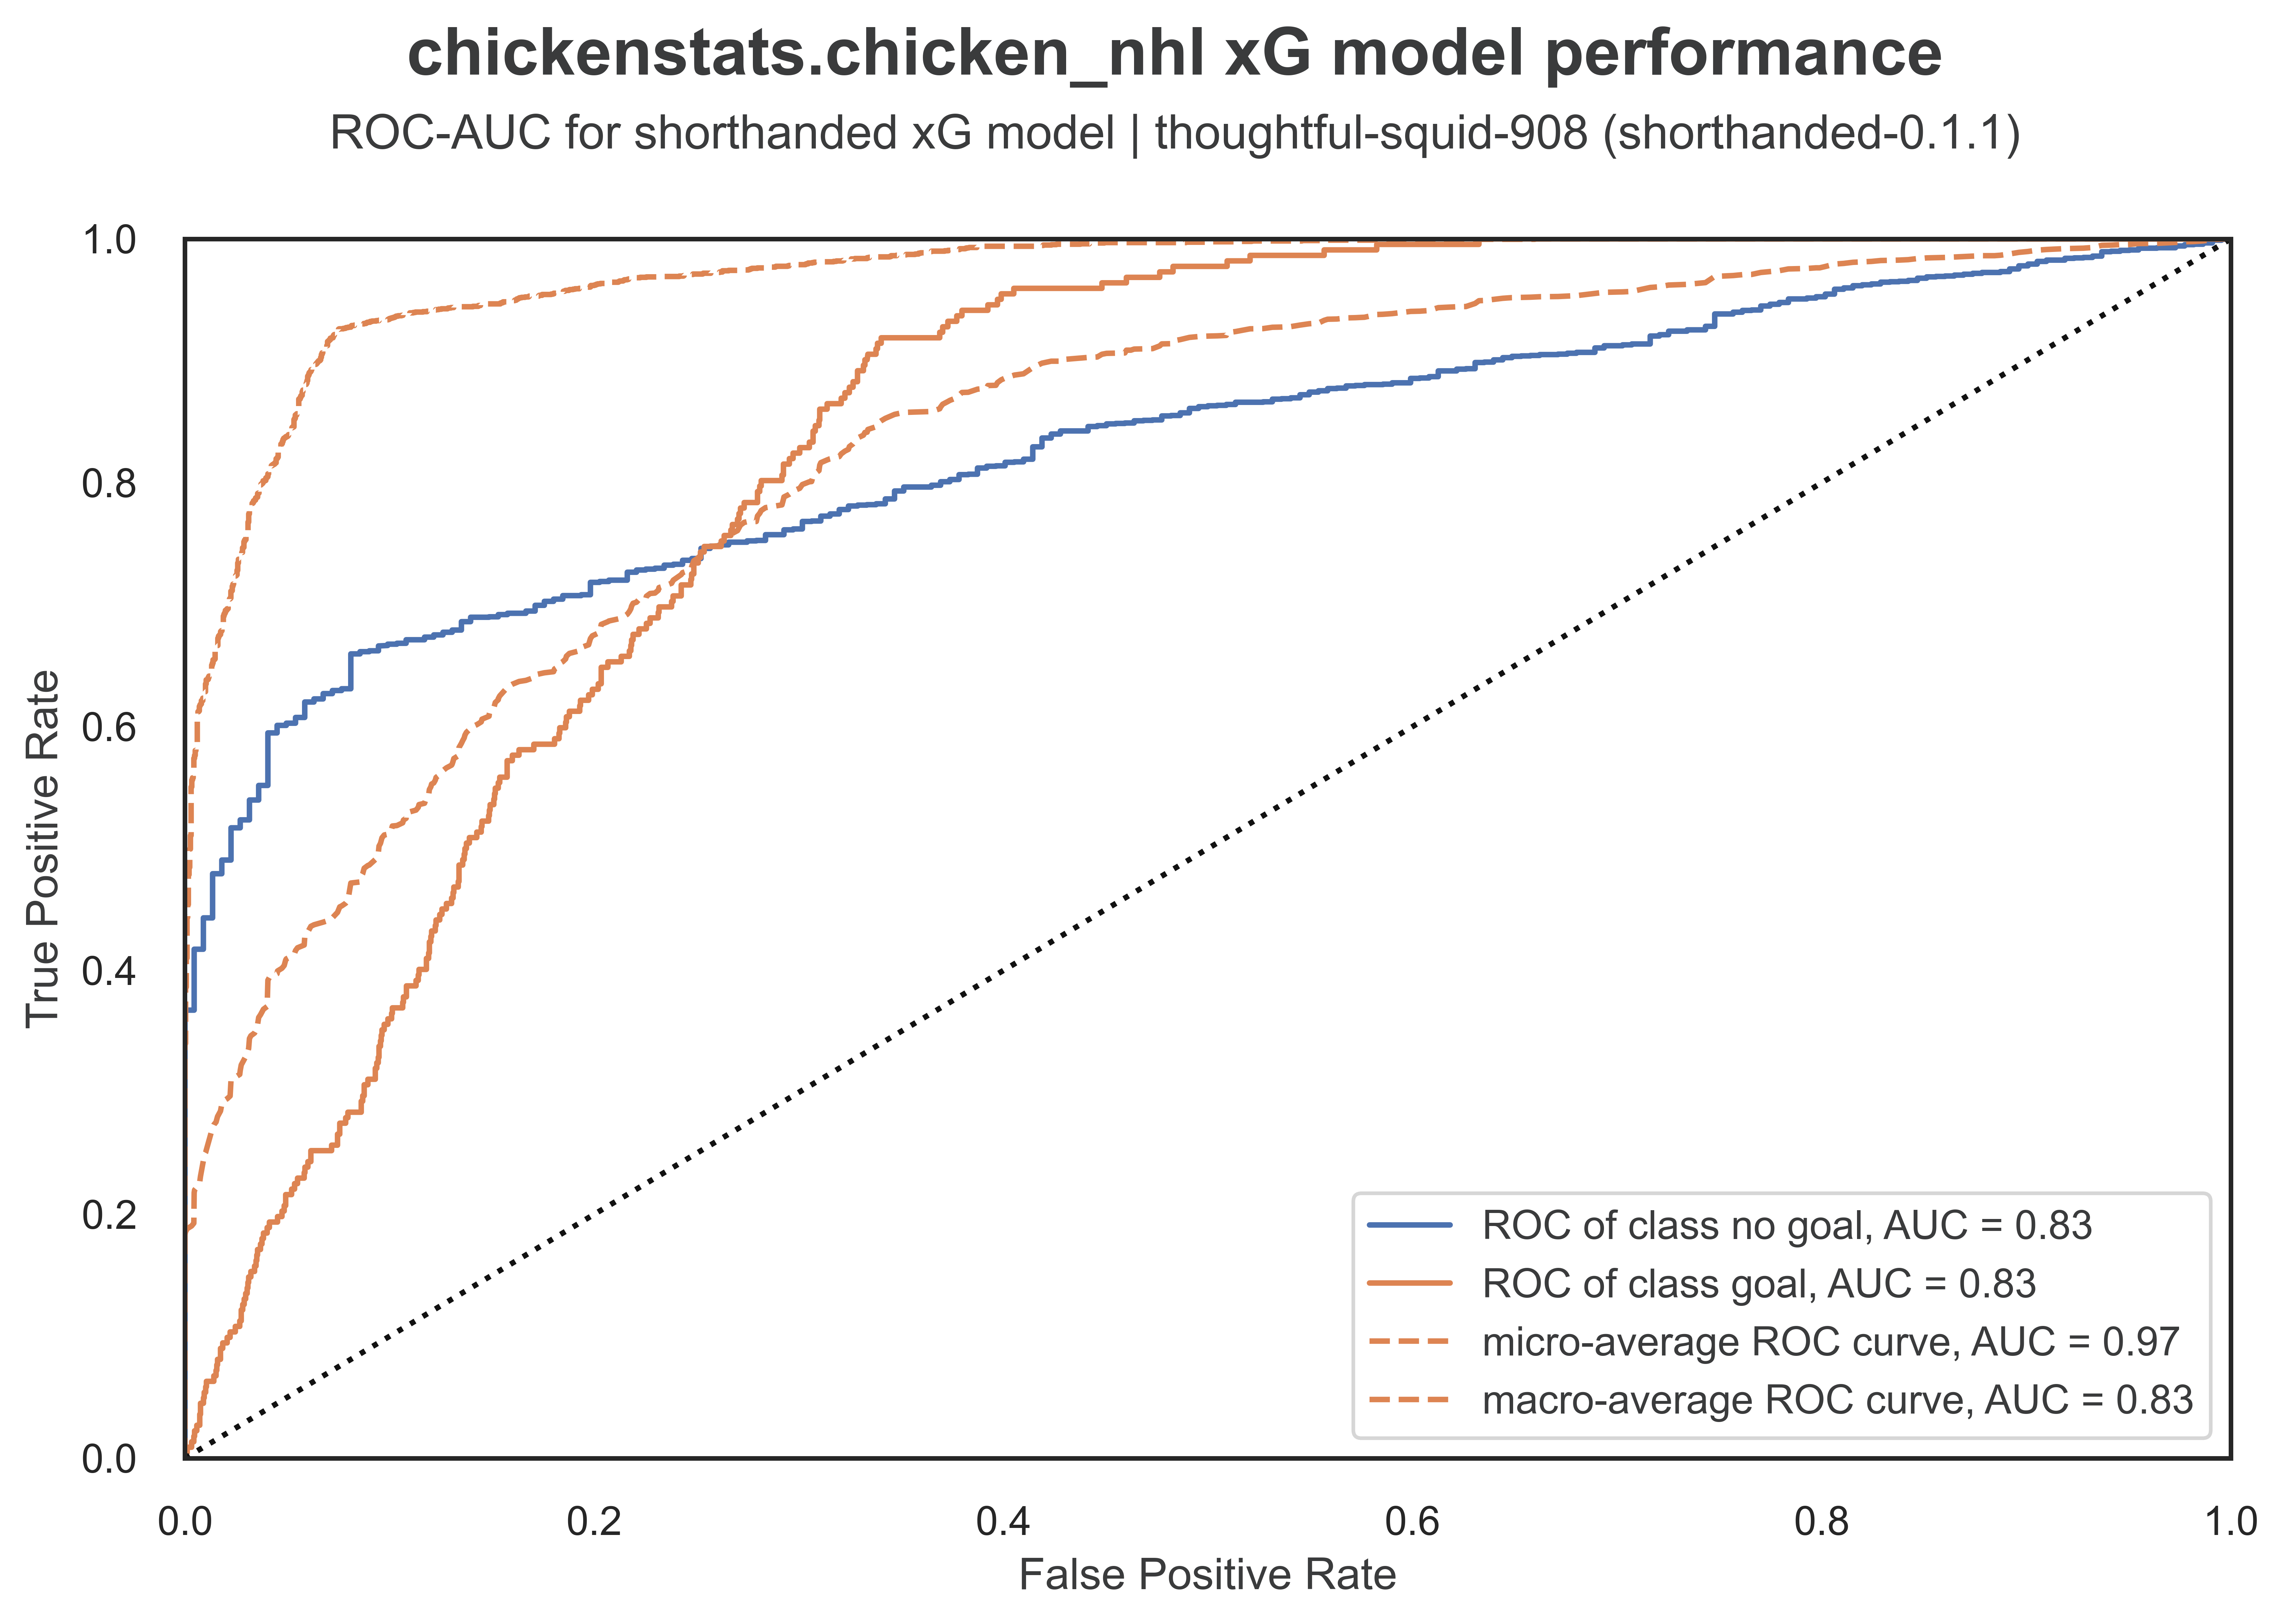 chickenstats.chicken_nhl xG model performance
ROC-AUC for shorthanded xG model | thoughtful-squid-908 (shorthanded-0.1.1)
1.0
0.8
0.6
0.4
0.2
0.0
True Positive Rate
ROC of class no goal, AUC = 0.83
ROC of class goal, AUC = 0.83
micro-average ROC curve, AUC = 0.97
macro-average ROC curve, AUC = 0.83
0.0 0.2 0.4 0.6 0.8 1.0
False Positive Rate